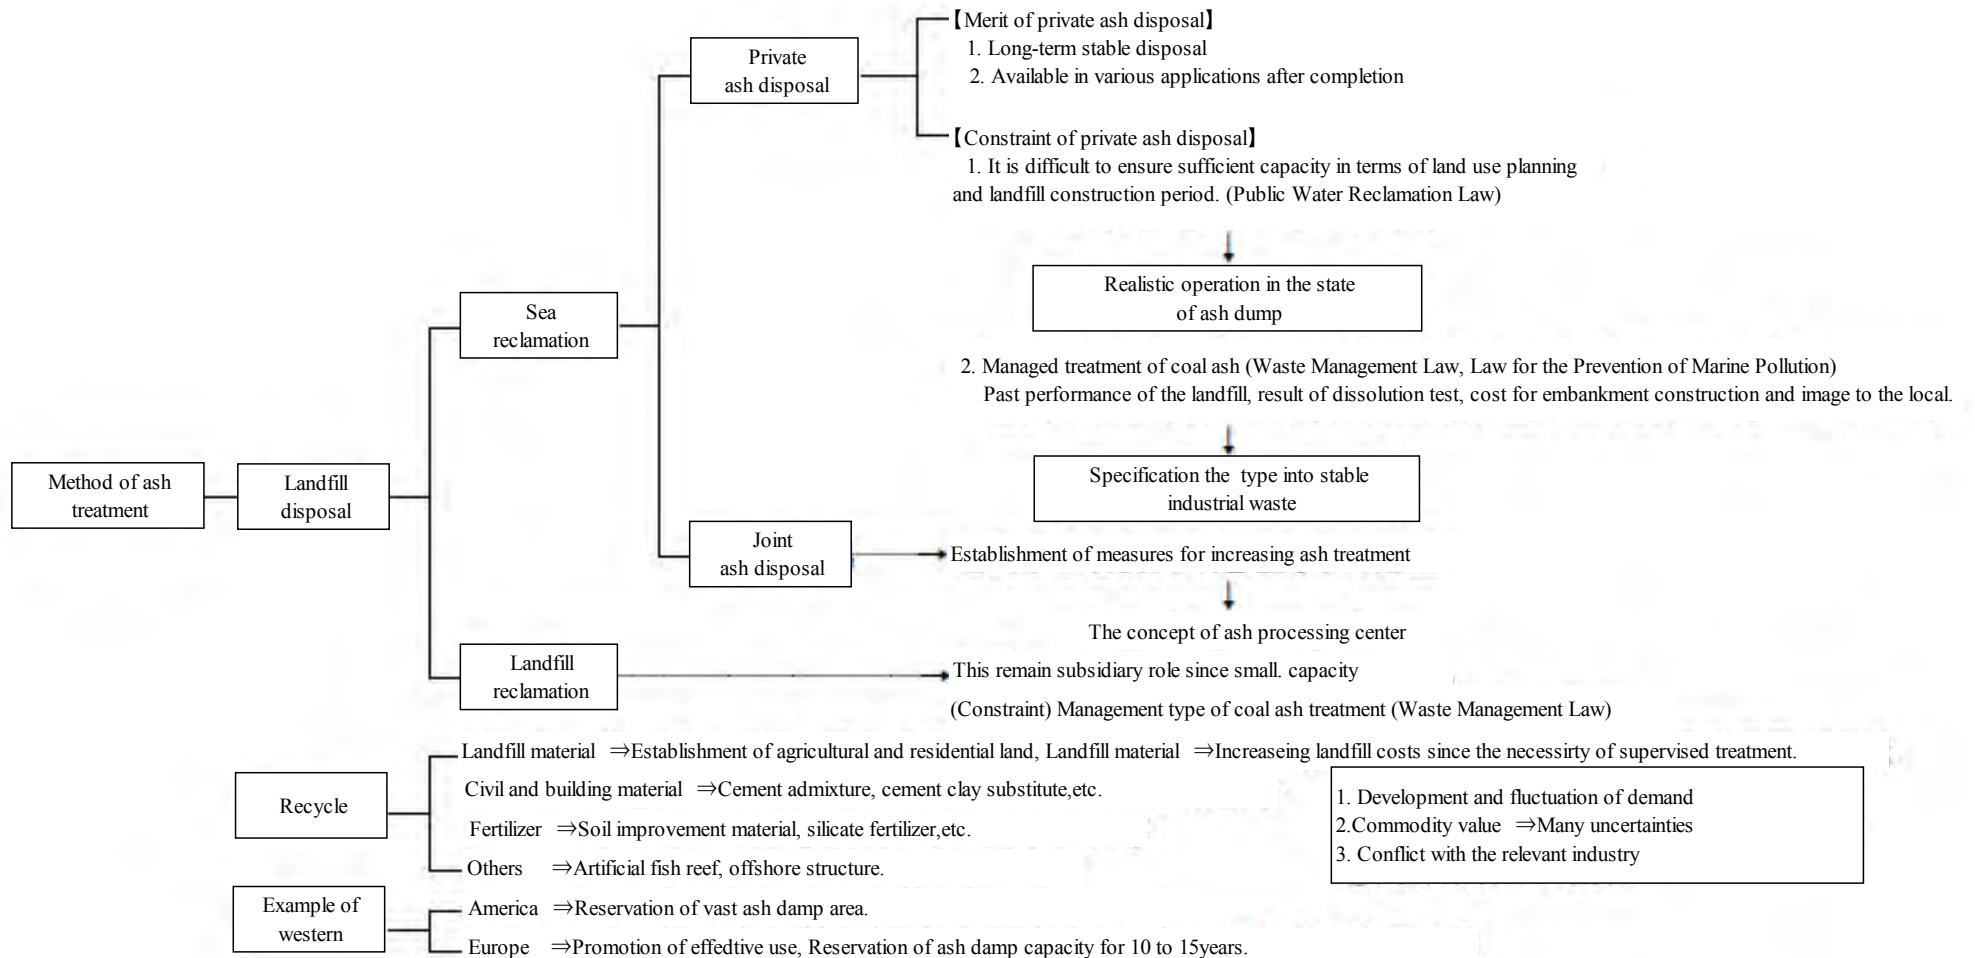 Method of ash
treatment
Landfill
disposal
Sea
reclamation
Private
ash disposal
【Merit of private ash disposal】
1. Long-term stable disposal
2. Available in various applications after completion
【Constraint of private ash disposal】
1. It is difficult to ensure sufficient capacity in terms of land use planning
and landfill construction period. (Public Water Reclamation Law)
Realistic operation in the state
of ash dump
2. Managed treatment of coal ash (Waste Management Law, Law for the Prevention of Marine Pollution)
Past performance of the landfill, result of dissolution test, cost for embankment construction and image to the local.
Specification the type into stable
industrial waste
Joint
ash disposal
Establishment of measures for increasing ash treatment
The concept of ash processing center
Landfill
reclamation
This remain subsidiary role since small. capacity
(Constraint) Management type of coal ash treatment (Waste Management Law)
Recycle
Landfill material ⇒Establishment of agricultural and residential land, Landfill material ⇒Increaseing landfill costs since the necessirty of supervised treatment.
Civil and building material ⇒Cement admixture, cement clay substitute,etc.
Fertilizer ⇒Soil improvement material, silicate fertilizer,etc.
Others ⇒Artificial fish reef, offshore structure.
1. Development and fluctuation of demand
2.Commodity value ⇒Many uncertainties
3. Conflict with the relevant industry
Example of
western
America ⇒Reservation of vast ash damp area.
Europe ⇒Promotion of effedtive use, Reservation of ash damp capacity for 10 to 15years.